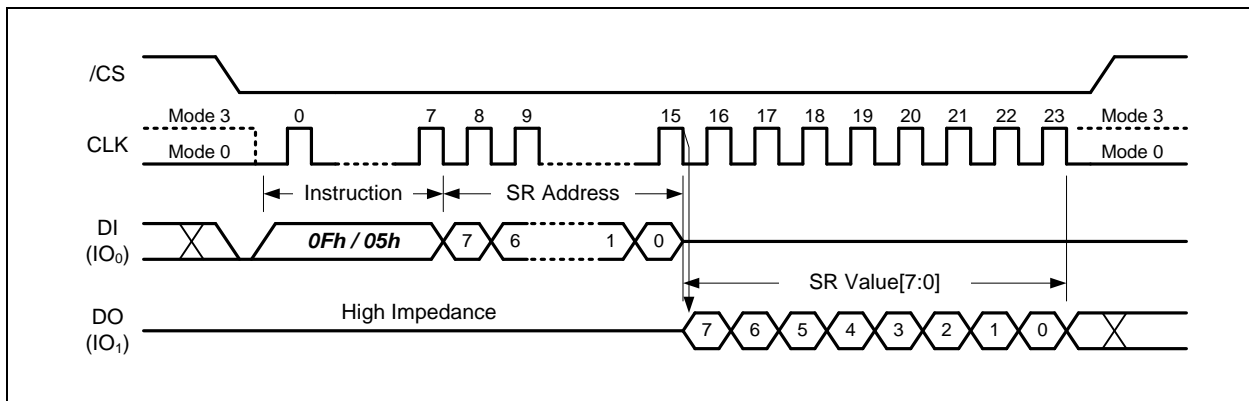 /CS
Mode 3 0 7 8 9 15 16 17 18 19 20 21 22 23 Mode 3
CLK
Mode 0 Mode 0
Instruction SR Address
DI
(IO0)
0Fh / 05h 7 6 1 0
SR Value[7:0]
High Impedance
DO
(IO1)
7 6 5 4 3 2 1 0